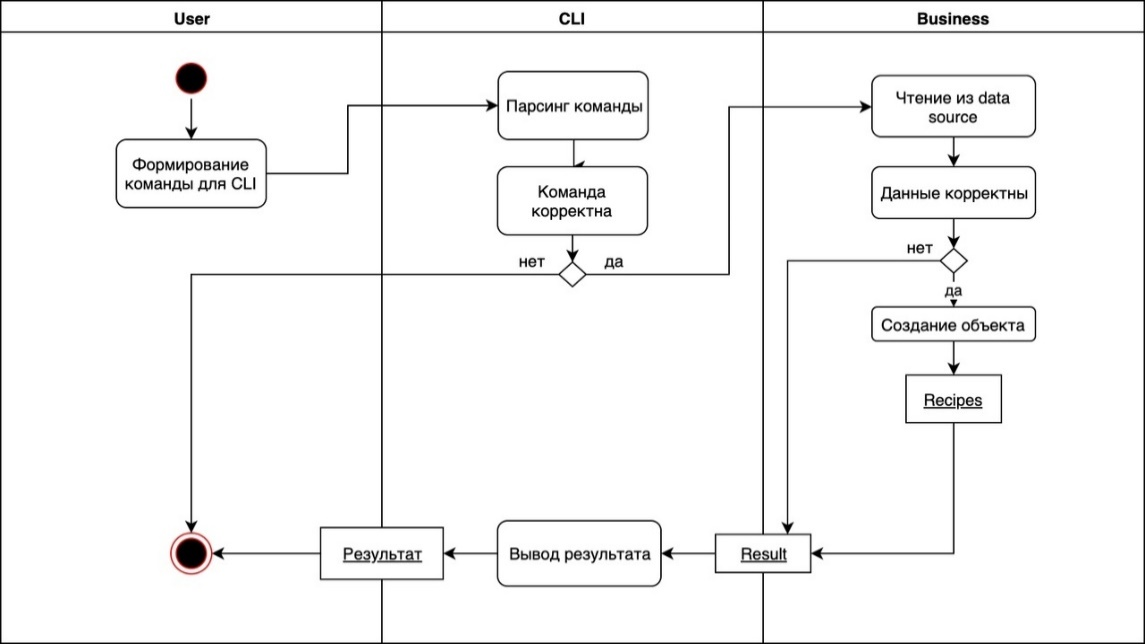 User
CLI
Business
Формирование
команды для CLI
Парсинг команды
Команда
корректна
нет
да
Чтение из data
source
Данные корректны
нет
да
Создание объекта
Recipes
Result
Вывод результата
Результат